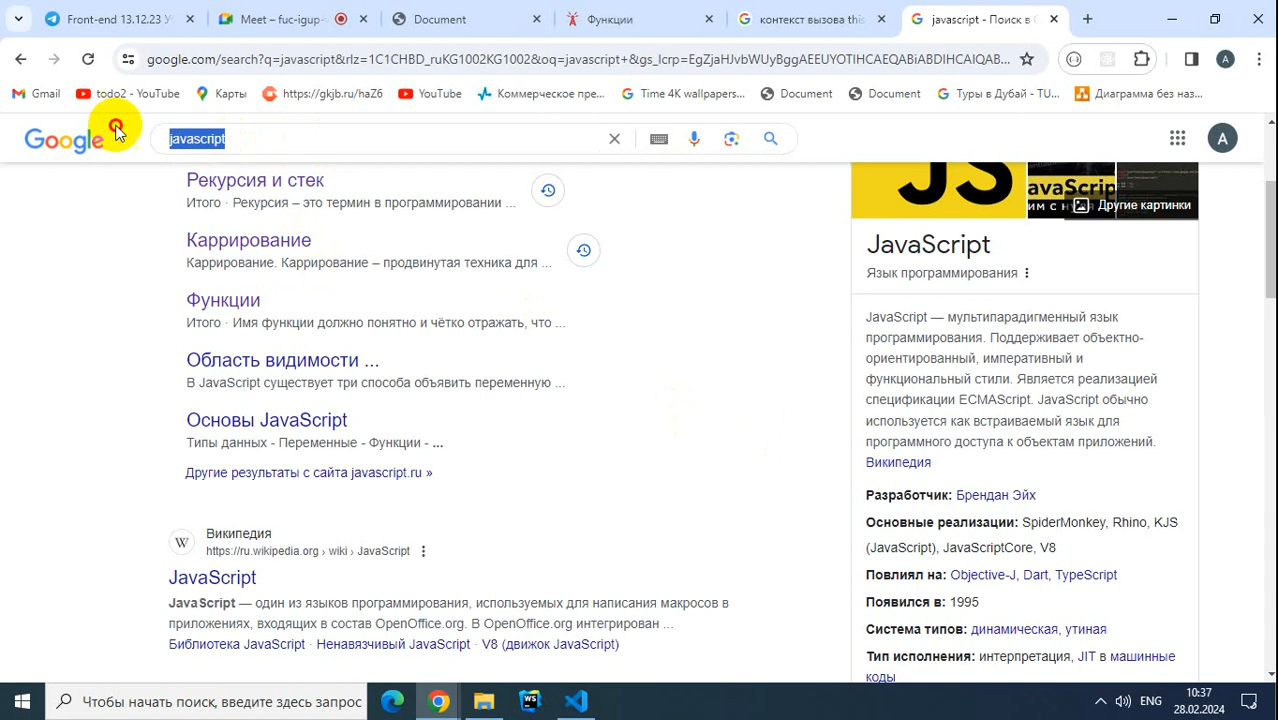 Front-end 13.12.23 У
Meet – fuc-igup-
Document
Функции
контекст вызова this
javascript - Поиск в G
google.com/search?q=javascript&rlz=1C1CHBD_ruKG1002KG1002&oq=javascript+&gs_lcrp=EgZjaHJvbWUyBggAEEUYOTIHCAEQABiABDIHCAIQAB...
Gmail
todo2 - YouTube
Карты
https://gkjb.ru/haZ6
YouTube
Коммерческое пре...
Time 4K wallpapers...
Document
Document
Туры в Дубай - TU...
Диаграмма без наз...
Google
javascript
A
Рекурсия и стек
Итого · Рекурсия – это термин в программировании ...
Каррирование
Каррирование. Каррирование – продвинутая техника для ...
Функции
Итого · Имя функции должно понятно и чётко отражать, что ...
Область видимости ...
В JavaScript существует три способа объявить переменную ...
Основы JavaScript
Типы данных - Переменные - Функции - ...
Другие результаты с сайта javascript.ru »
Википедия
https://ru.wikipedia.org › wiki › JavaScript
JavaScript
JavaScript — один из языков программирования, используемых для написания макросов в
приложениях, входящих в состав OpenOffice.org. В OpenOffice.org интегрирован ...
Библиотека JavaScript · Ненавязчивый JavaScript · V8 (движок JavaScript)
JS
avaScrip
им с нуля
Другие картинки
JavaScript
Язык программирования
JavaScript — мультипарадигменный язык
программирования. Поддерживает объектно-
ориентированный, императивный и
функциональный стили. Является реализацией
спецификации ECMAScript. JavaScript обычно
используется как встраиваемый язык для
программного доступа к объектам приложений.
Википедия
Разработчик: Брендан Эйх
Основные реализации: SpiderMonkey, Rhino, KJS
(JavaScript), JavaScriptCore, V8
Повлиял на: Objective-J, Dart, TypeScript
Появился в: 1995
Система типов: динамическая, утиная
Тип исполнения: интерпретация, JIT в машинные
коды
Чтобы начать поиск, введите здесь запрос
WS
ENG
10:37
28.02.2024